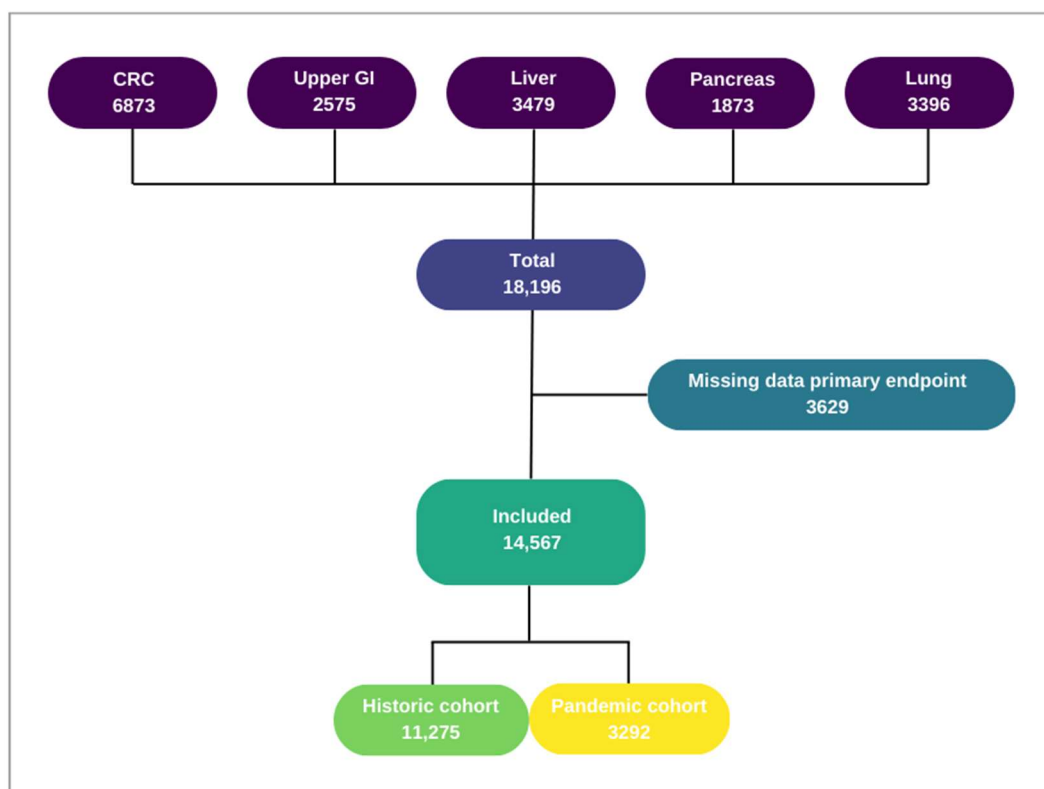 CRC
6873
Upper GI
2575
Liver
3479
Pancreas
1873
Lung
3396
Total
18,196
Missing data primary endpoint
3629
Included
14,567
Historic cohort
11,275
Pandemic cohort
3292